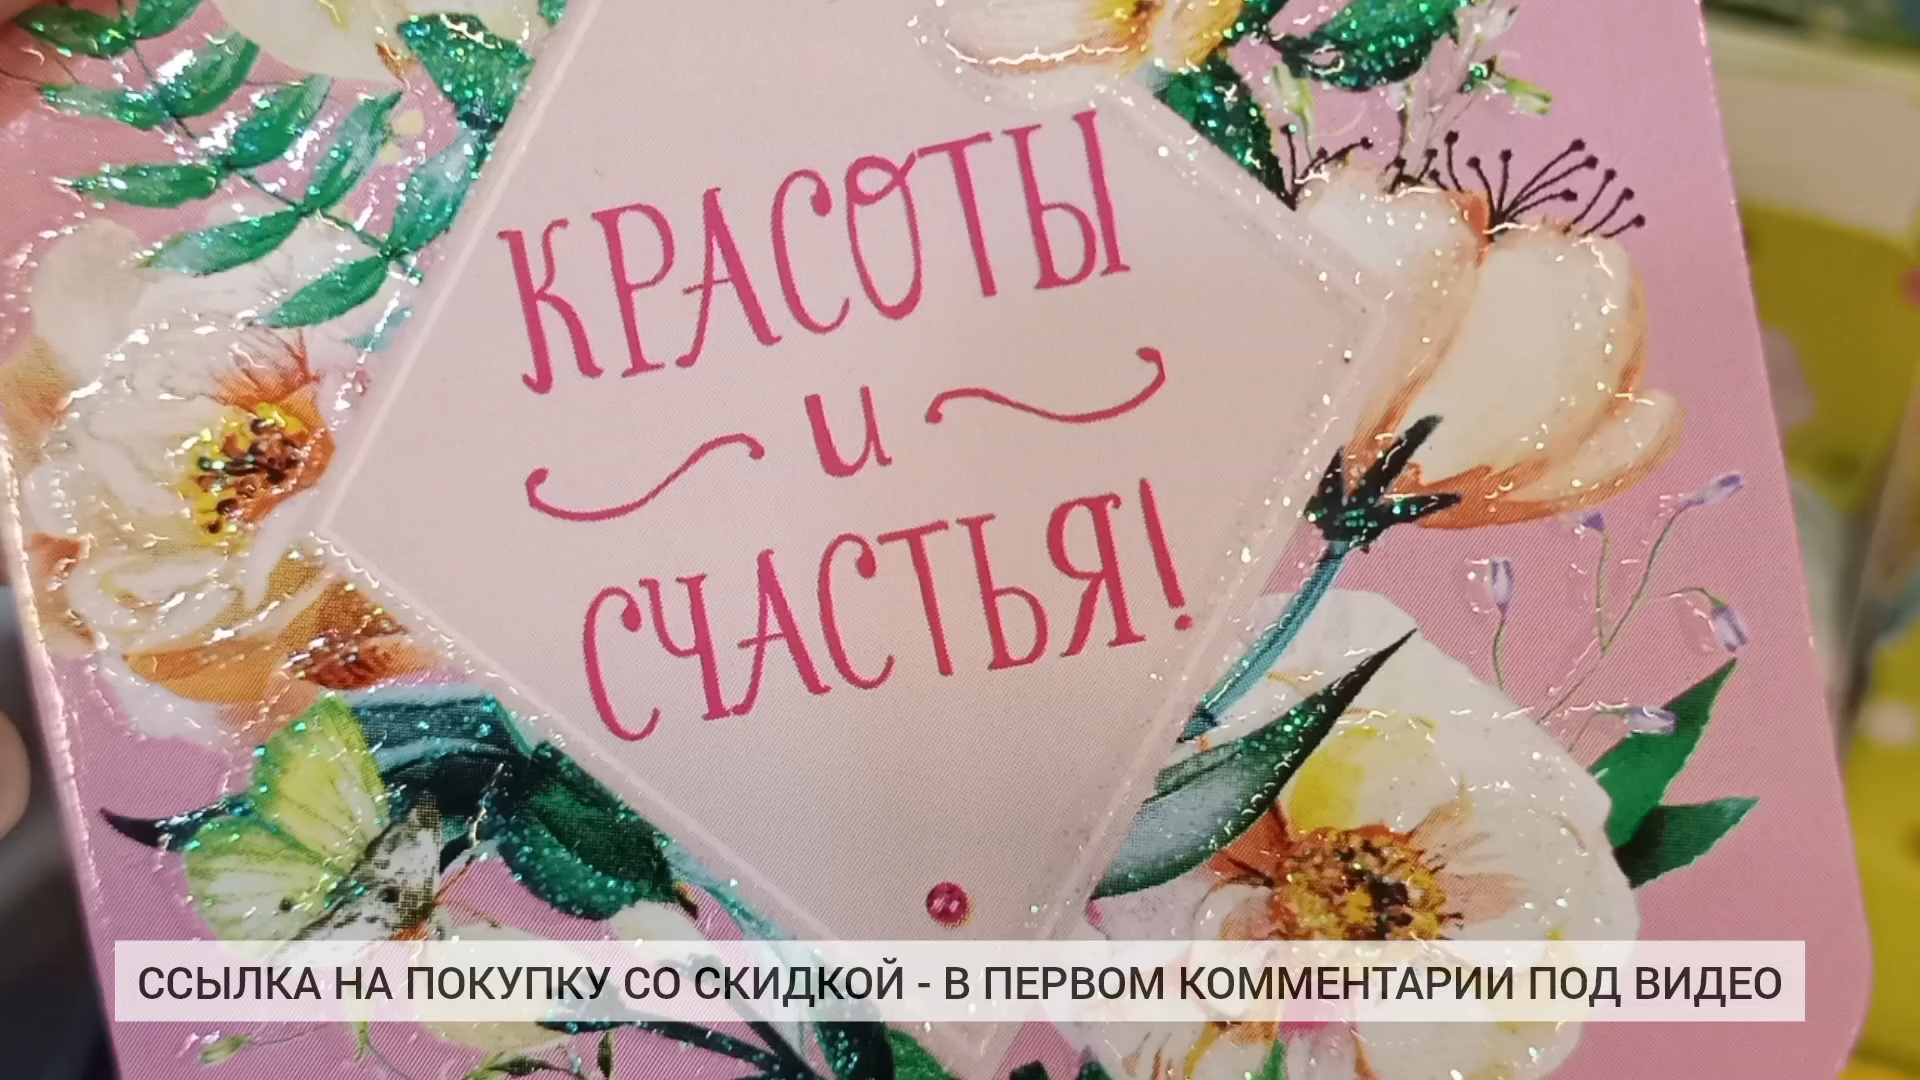 КРАСОТЫ
и
СЧАСТЬЯ!
ССЫЛКА НА ПОКУПКУ СО СКИДКОЙ - В ПЕРВОМ КОММЕНТАРИИ ПОД ВИДЕО